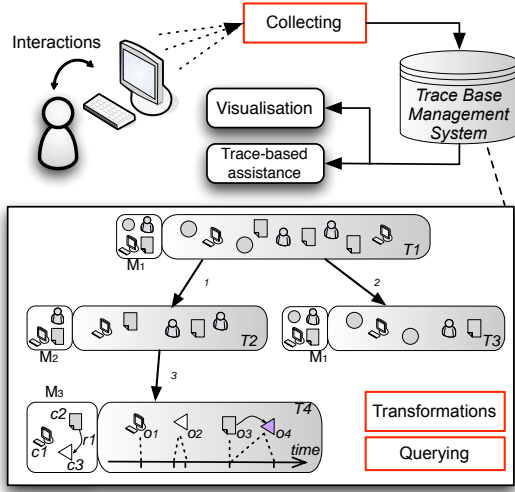 Interactions
Collecting
Visualisation
Trace-based
assistance
Trace Base
Management
System
M1
T1
1
2
M2
T2
M1
T3
3
M3
c2
r1
c1
c3
T4
o1
o2
o3
o4
time
Transformations
Querying